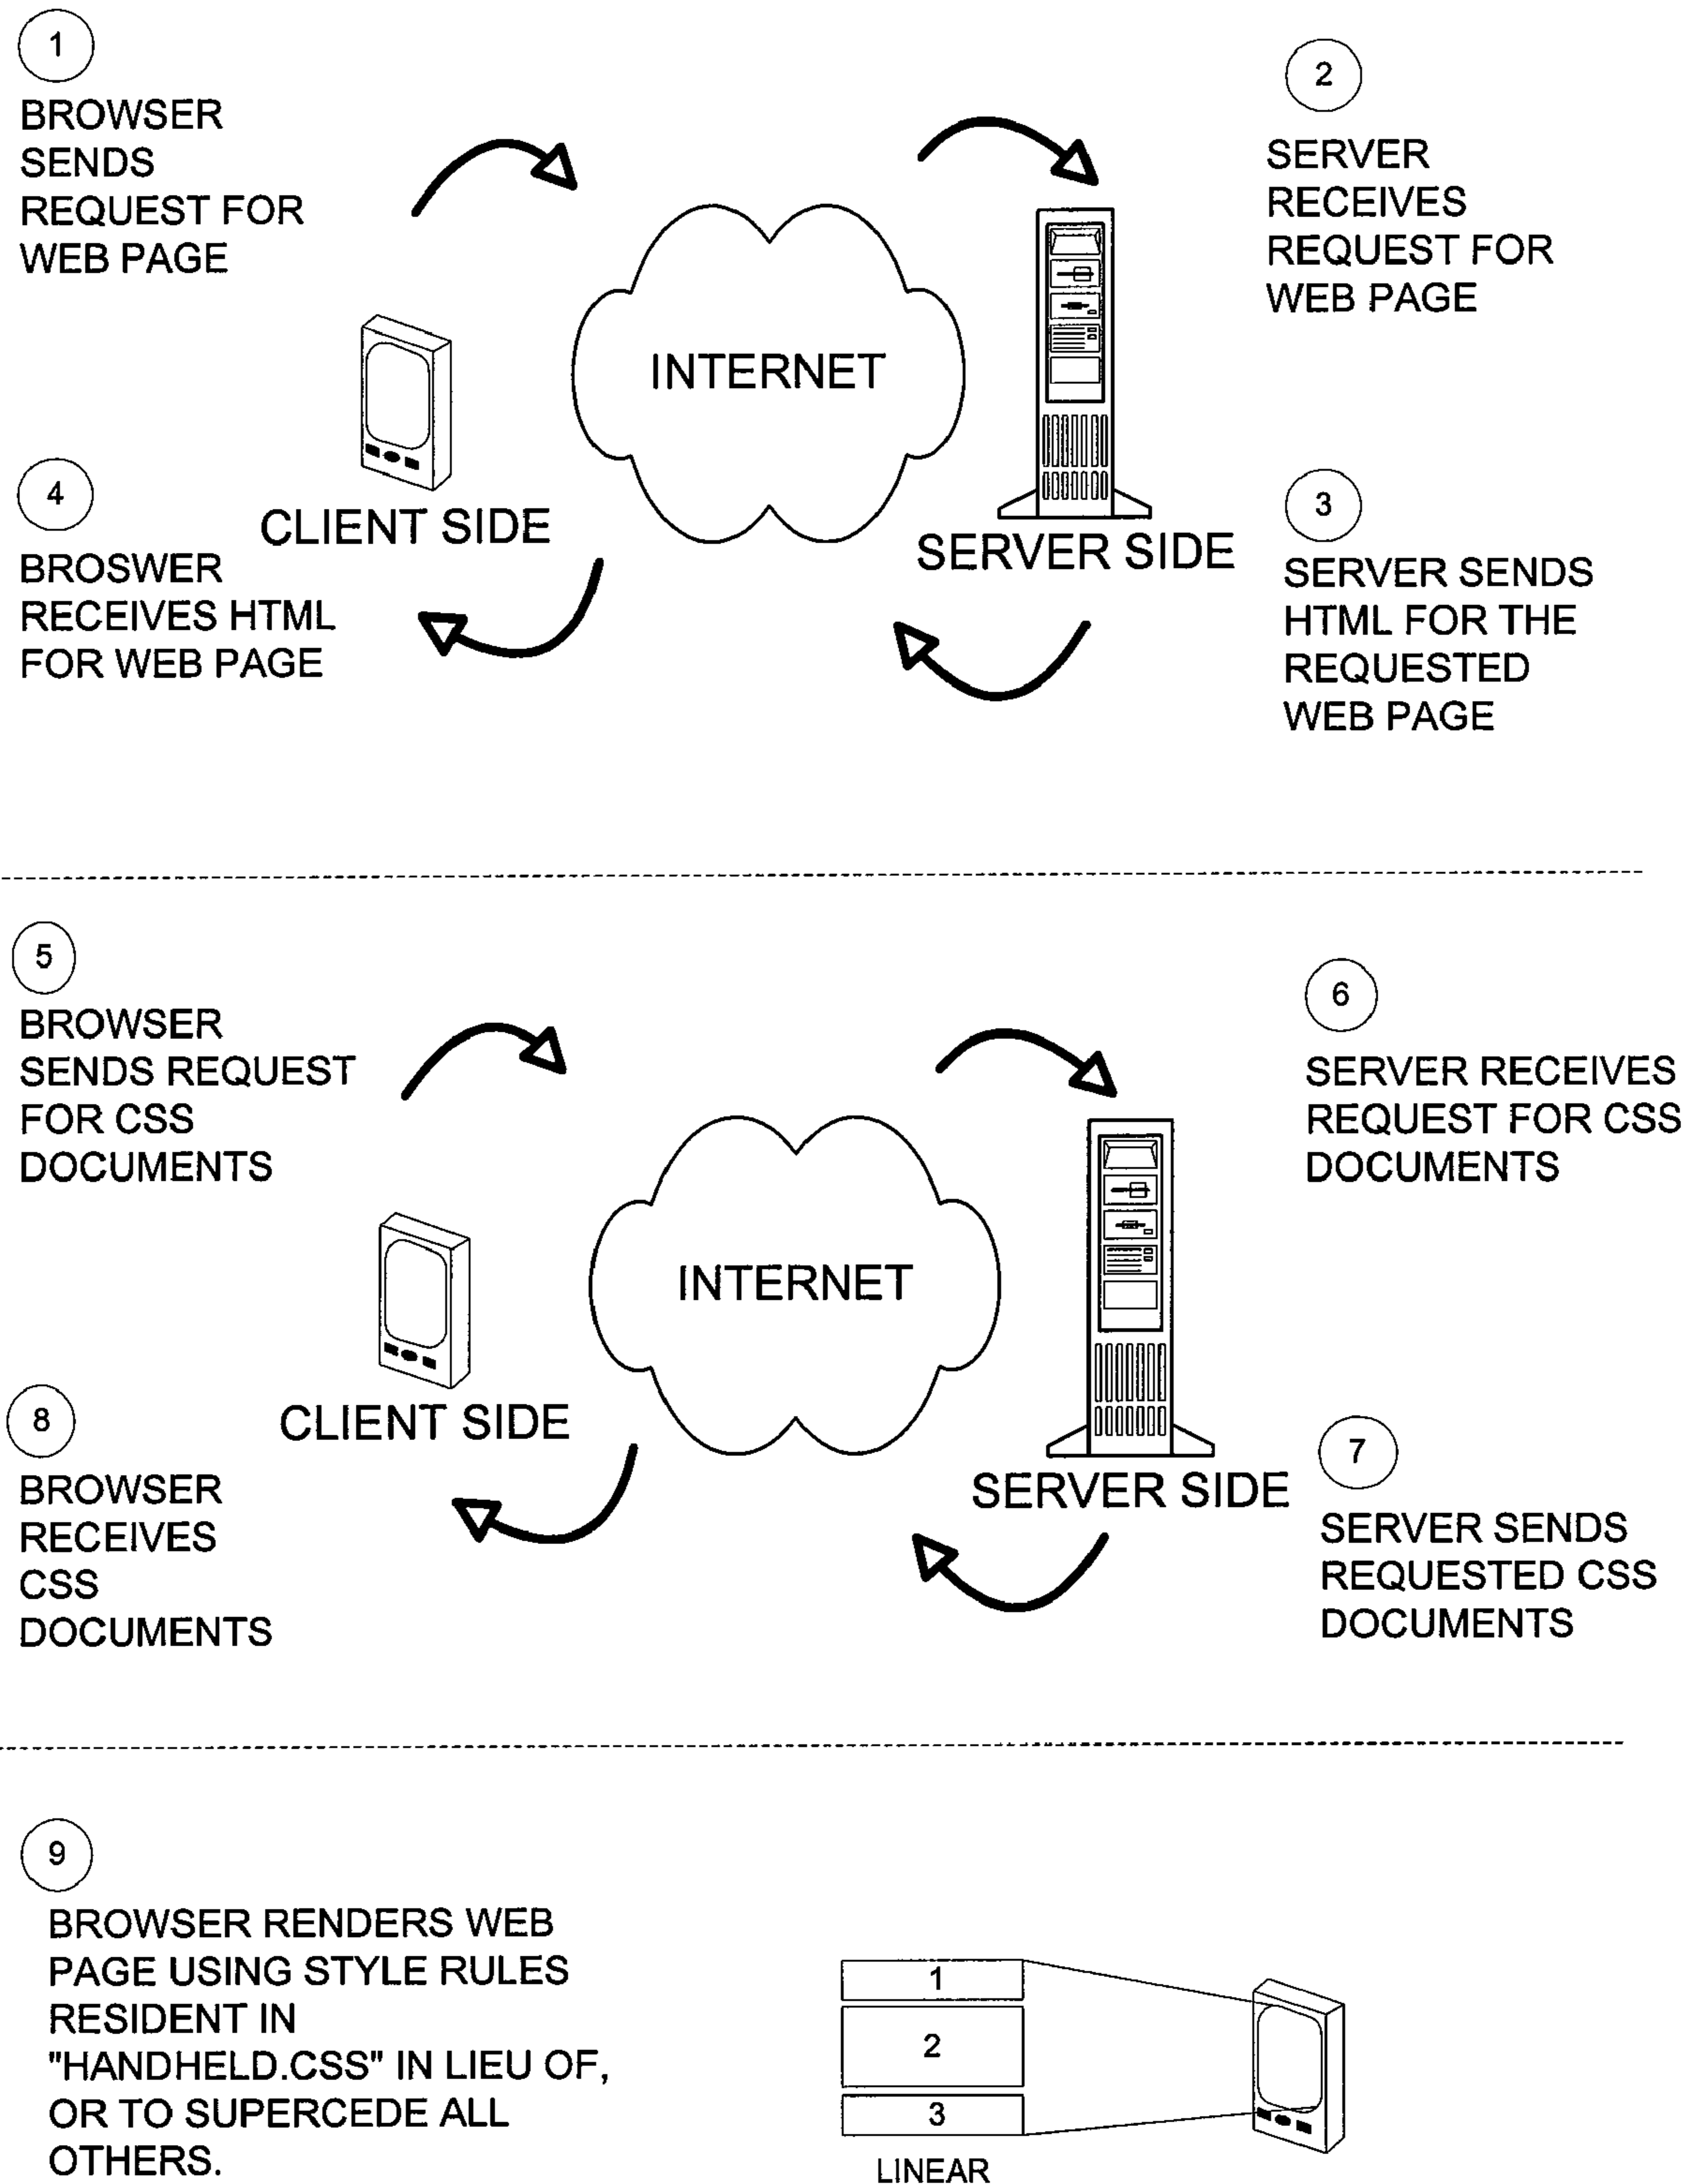 1
BROWSER
SENDS
REQUEST FOR
WEB PAGE
2
SERVER
RECEIVES
REQUEST FOR
WEB PAGE
INTERNET
CLIENT SIDE
SERVER SIDE
3
SERVER SENDS
HTML FOR THE
REQUESTED
WEB PAGE
4
BROSWER
RECEIVES HTML
FOR WEB PAGE
5
BROWSER
SENDS REQUEST
FOR CSS
DOCUMENTS
6
SERVER RECEIVES
REQUEST FOR CSS
DOCUMENTS
INTERNET
CLIENT SIDE
SERVER SIDE
7
SERVER SENDS
REQUESTED CSS
DOCUMENTS
8
BROWSER
RECEIVES
CSS
DOCUMENTS
9
BROWSER RENDERS WEB
PAGE USING STYLE RULES
RESIDENT IN
"HANDHELD.CSS" IN LIEU OF,
OR TO SUPERCEDE ALL
OTHERS.
1
2
3
LINEAR